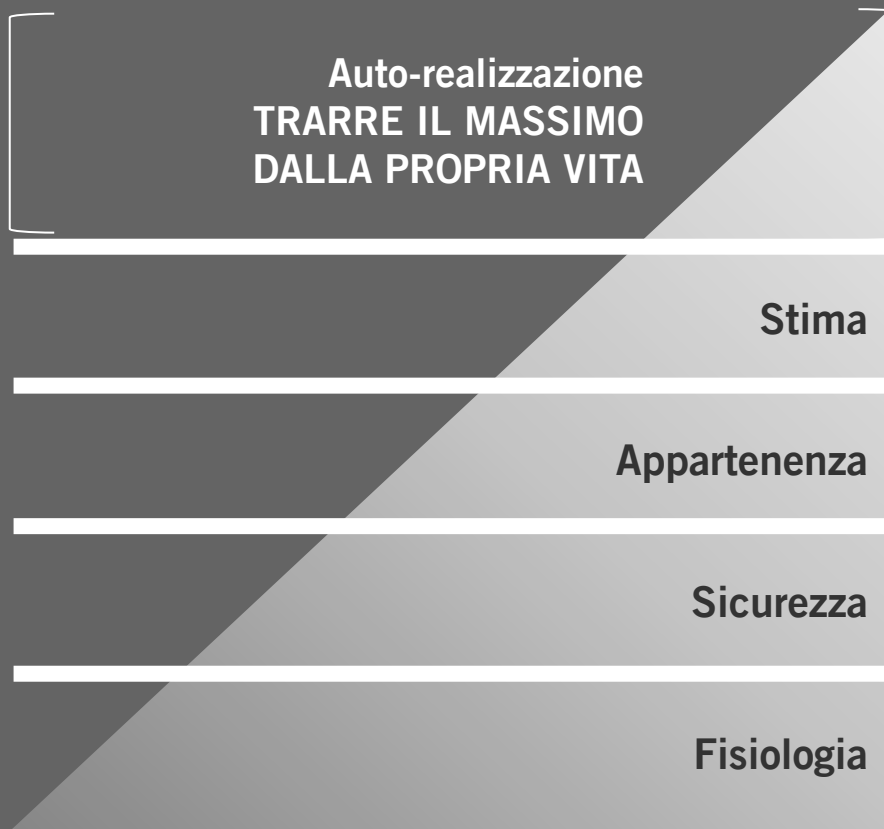 Auto-realizzazione
TRARRE IL MASSIMO
DALLA PROPRIA VITA
Stima
Appartenenza
Sicurezza
Fisiologia